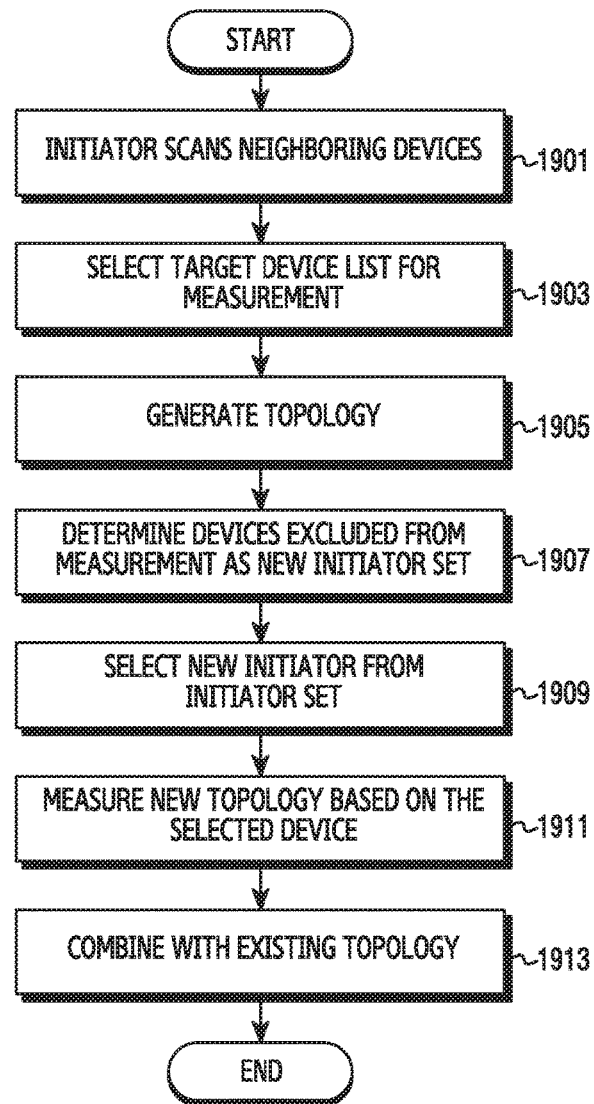 START
INITIATOR SCANS NEIGHBORING DEVICES
1901
SELECT TARGET DEVICE LIST FOR
MEASUREMENT
1903
GENERATE TOPOLOGY
1905
DETERMINE DEVICES EXCLUDED FROM
MEASUREMENT AS NEW INITIATOR SET
1907
SELECT NEW INITIATOR FROM
INITIATOR SET
1909
MEASURE NEW TOPOLOGY BASED ON THE
SELECTED DEVICE
1911
COMBINE WITH EXISTING TOPOLOGY
1913
END